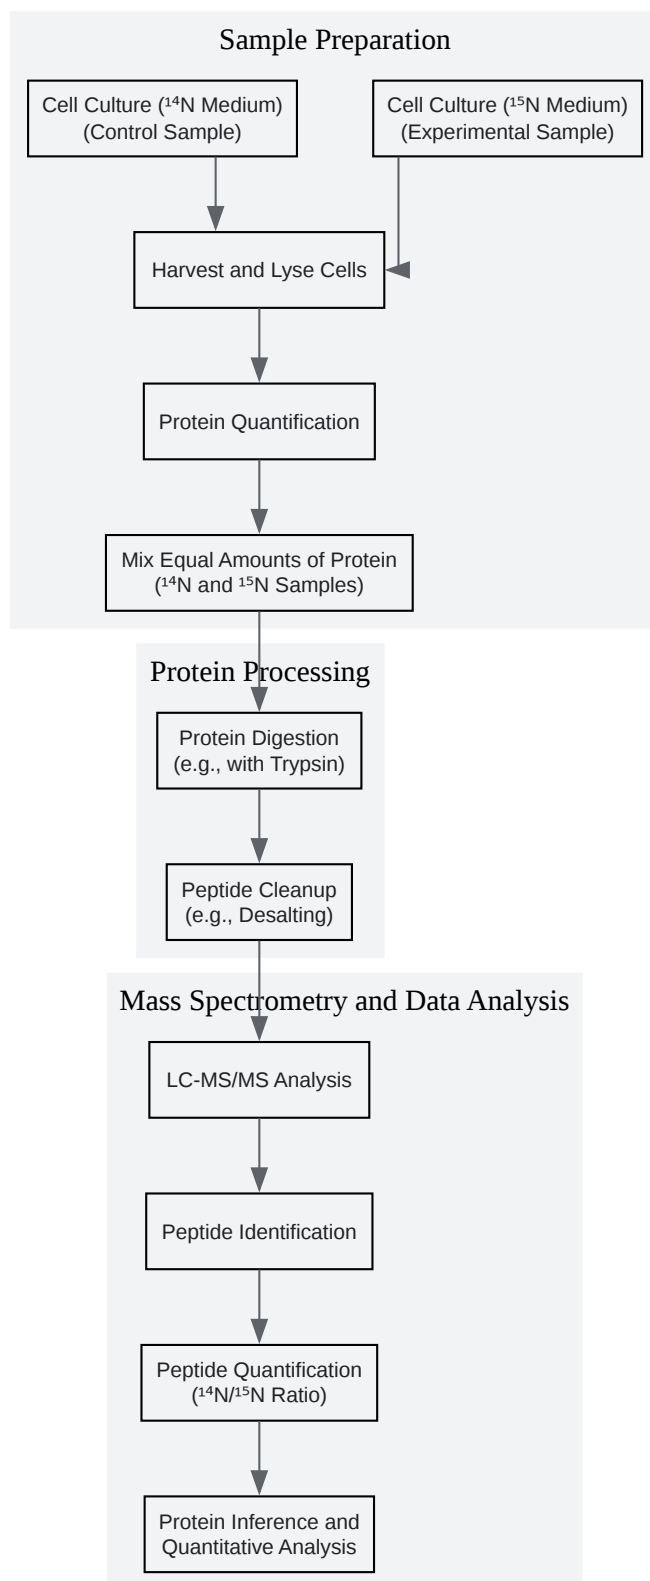 Sample Preparation
Cell Culture (¹⁴N Medium)
(Control Sample)
Cell Culture (¹⁵N Medium)
(Experimental Sample)
Harvest and Lyse Cells
Protein Quantification
Mix Equal Amounts of Protein
(¹⁴N and ¹⁵N Samples)
Protein Processing
Protein Digestion
(e.g., with Trypsin)
Peptide Cleanup
(e.g., Desalting)
Mass Spectrometry and Data Analysis
LC-MS/MS Analysis
Peptide Identification
Peptide Quantification
(¹⁴N/¹⁵N Ratio)
Protein Inference and
Quantitative Analysis